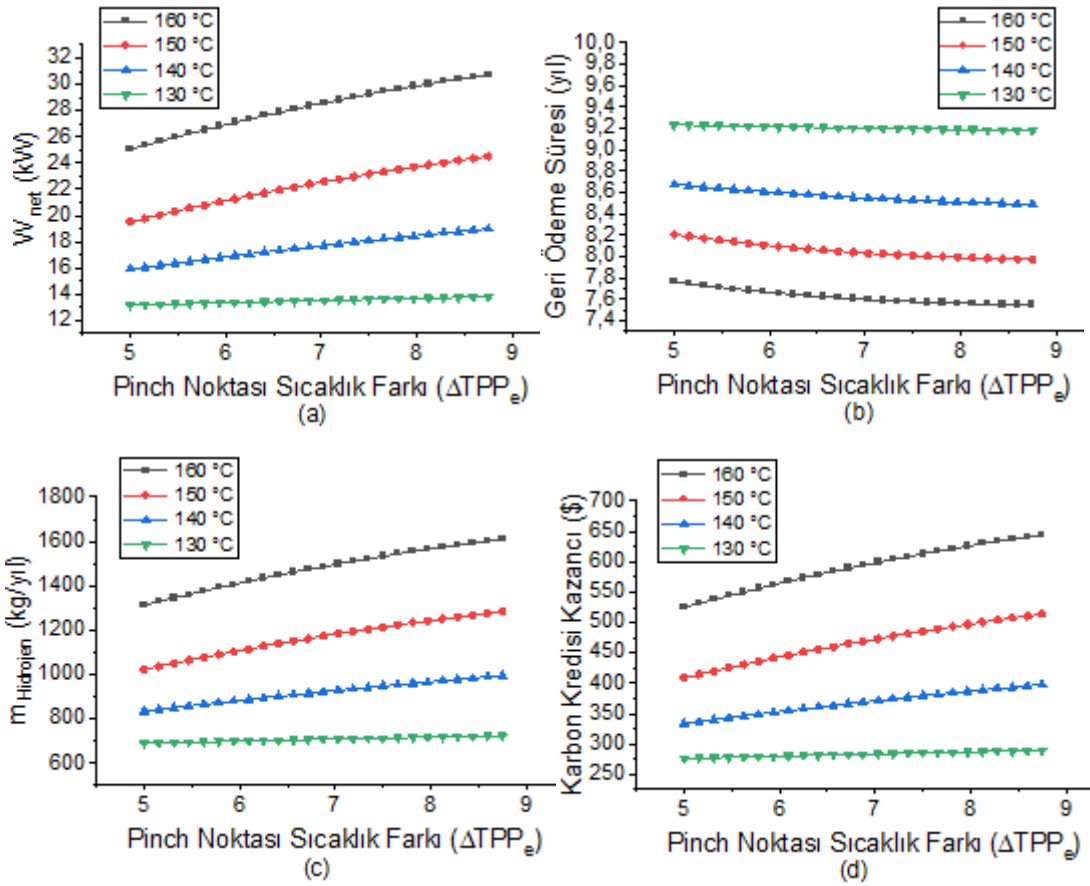 160 °C
150 °C
140 °C
130 °C
32
30
28
26
24
22
20
18
16
14
12
W_net (kW)
5 6 7 8 9
Pinch Noktası Sıcaklık Farkı (ΔTPP_e)
(a)
160 °C
150 °C
140 °C
130 °C
10,0
9,8
9,6
9,4
9,2
9,0
8,8
8,6
8,4
8,2
8,0
7,8
7,6
7,4
Geri Ödeme Süresi (yıl)
5 6 7 8 9
Pinch Noktası Sıcaklık Farkı (ΔTPP_e)
(b)
160 °C
150 °C
140 °C
130 °C
1800
1600
1400
1200
1000
800
600
m_Hidrojen (kg/yıl)
5 6 7 8 9
Pinch Noktası Sıcaklık Farkı (ΔTPP_e)
(c)
160 °C
150 °C
140 °C
130 °C
700
650
600
550
500
450
400
350
300
250
Karbon Kredisi Kazancı ($)
5 6 7 8 9
Pinch Noktası Sıcaklık Farkı (ΔTPP_e)
(d)